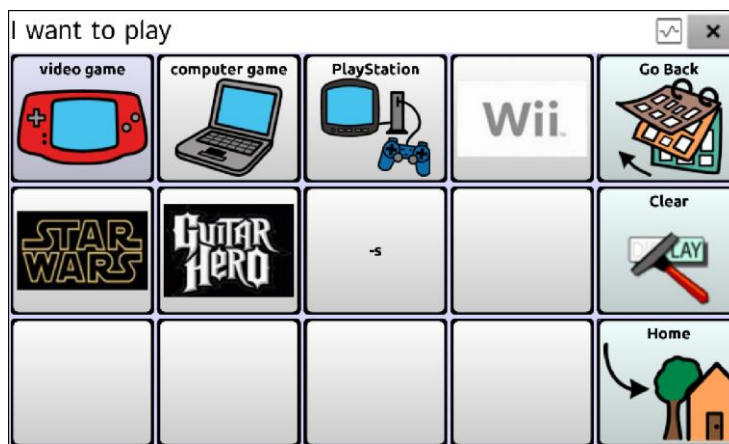 I want to play
video game
computer game
PlayStation
Wii
Go Back
STAR
WARS
GUITAR
HERO
-s
Clear
DISPLAY
Home